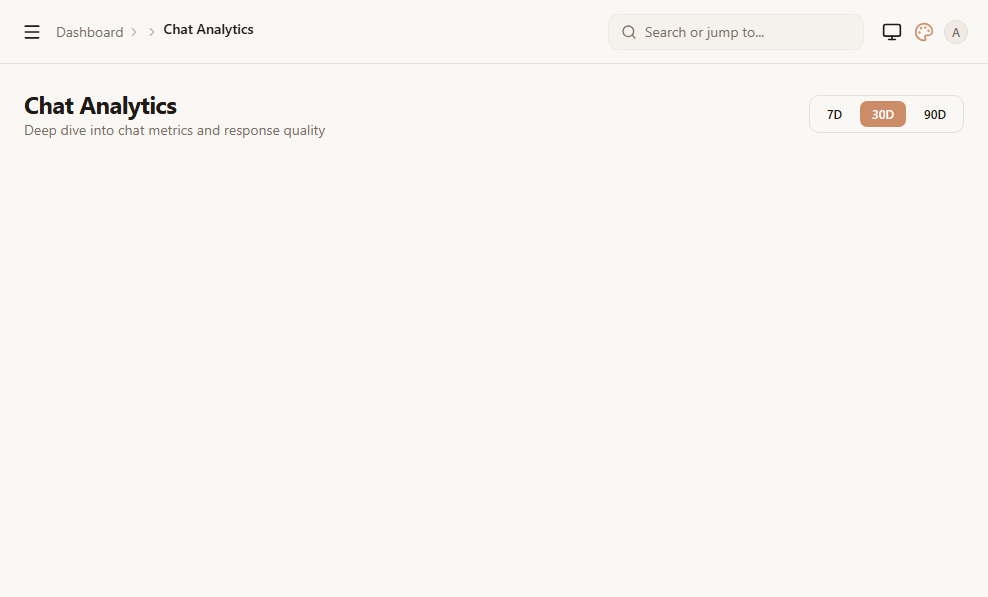 Dashboard
Chat Analytics
Search or jump to...
A
Chat Analytics
Deep dive into chat metrics and response quality
7D
30D
90D